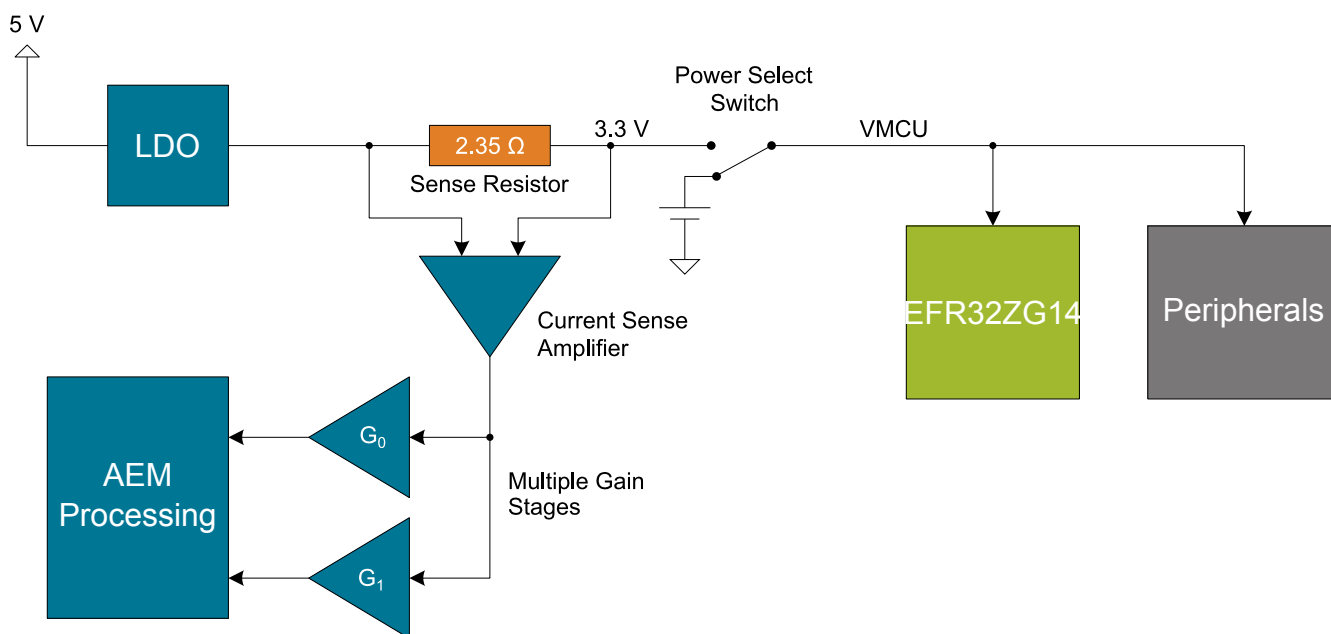 5 V
Power Select
Switch
LDO
2.35 Ω
3.3 V
VMCU
Sense Resistor
EFR32ZG14
Peripherals
Current Sense
Amplifier
G0
AEM
Processing
Multiple Gain
Stages
G1